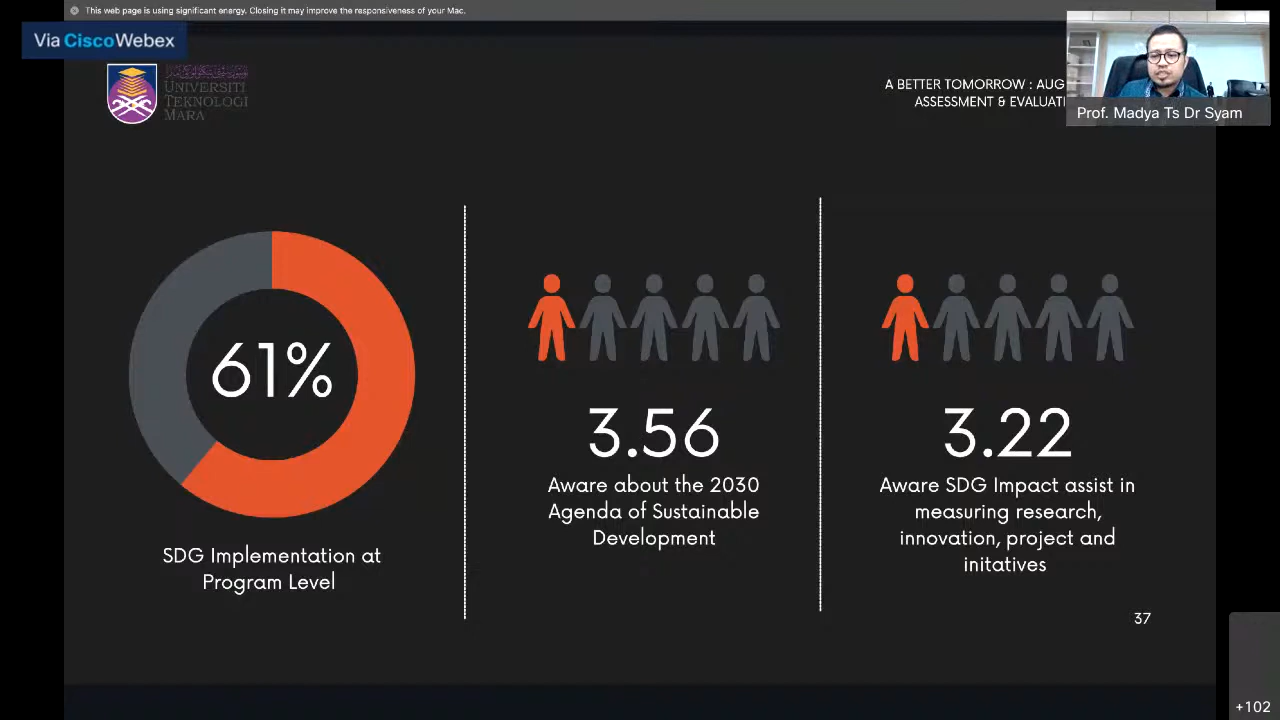 This web page is using significant energy. Closing it may improve the responsiveness of your Mac.
Via Cisco Webex
UNIVERSITI
TEKNOLOGI
MARA
A BETTER TOMORROW : AUG
ASSESSMENT & EVALUATI
Prof. Madya Ts Dr Syam
61%
SDG Implementation at
Program Level
3.56
Aware about the 2030
Agenda of Sustainable
Development
3.22
Aware SDG Impact assist in
measuring research,
innovation, project and
initatives
37
+102